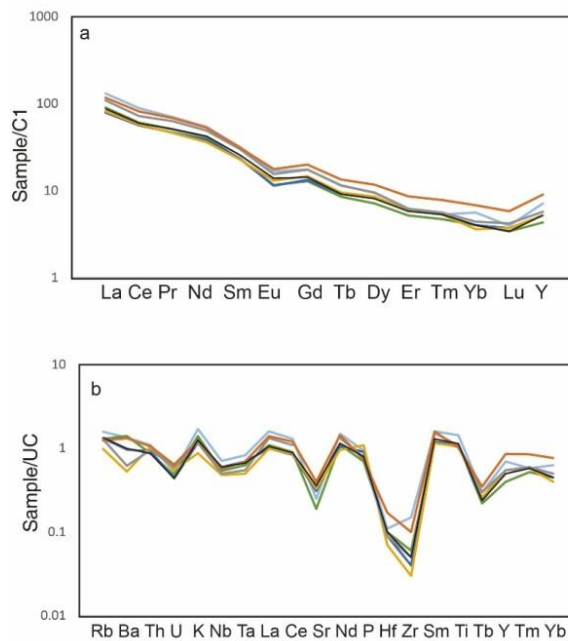 1000
a
100
10
1
Sample/C1
La Ce Pr Nd Sm Eu Gd Tb Dy Er Tm Yb Lu Y
10
b
1
0.1
0.01
Sample/UC
Rb Ba Th U K Nb Ta La Ce Sr Nd P Hf Zr Sm Ti Tb Y Tm Yb